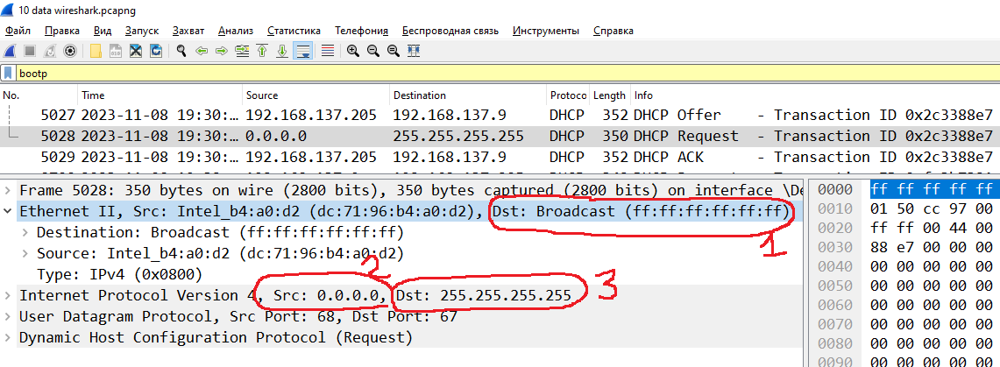 10 data wireshark.pcapng
Файл Правка Вид Запуск Захват Анализ Статистика Телефония Беспроводная связь Инструменты Справка
bootp
No. Time Source Destination Protoco Length Info
5027 2023-11-08 19:30:… 192.168.137.205 192.168.137.9 DHCP 352 DHCP Offer - Transaction ID 0x2c3388e7
5028 2023-11-08 19:30:… 0.0.0.0 255.255.255.255 DHCP 350 DHCP Request - Transaction ID 0x2c3388e7
5029 2023-11-08 19:30:… 192.168.137.205 192.168.137.9 DHCP 352 DHCP ACK - Transaction ID 0x2c3388e7
Frame 5028: 350 bytes on wire (2800 bits), 350 bytes captured (2800 bits) on interface \De
Ethernet II, Src: Intel_b4:a0:d2 (dc:71:96:b4:a0:d2), Dst: Broadcast (ff:ff:ff:ff:ff:ff)
1
Destination: Broadcast (ff:ff:ff:ff:ff:ff)
Source: Intel_b4:a0:d2 (dc:71:96:b4:a0:d2)
Type: IPv4 (0x0800)
2
Internet Protocol Version 4, Src: 0.0.0.0, Dst: 255.255.255.255
3
User Datagram Protocol, Src Port: 68, Dst Port: 67
Dynamic Host Configuration Protocol (Request)
0000 ff ff ff ff ff
0010 01 50 cc 97 00
0020 ff ff 00 44 00
0030 88 e7 00 00 00
0040 00 00 00 00 00
0050 00 00 00 00 00
0060 00 00 00 00 00
0070 00 00 00 00 00
0080 00 00 00 00 00
0090 00 00 00 00 00